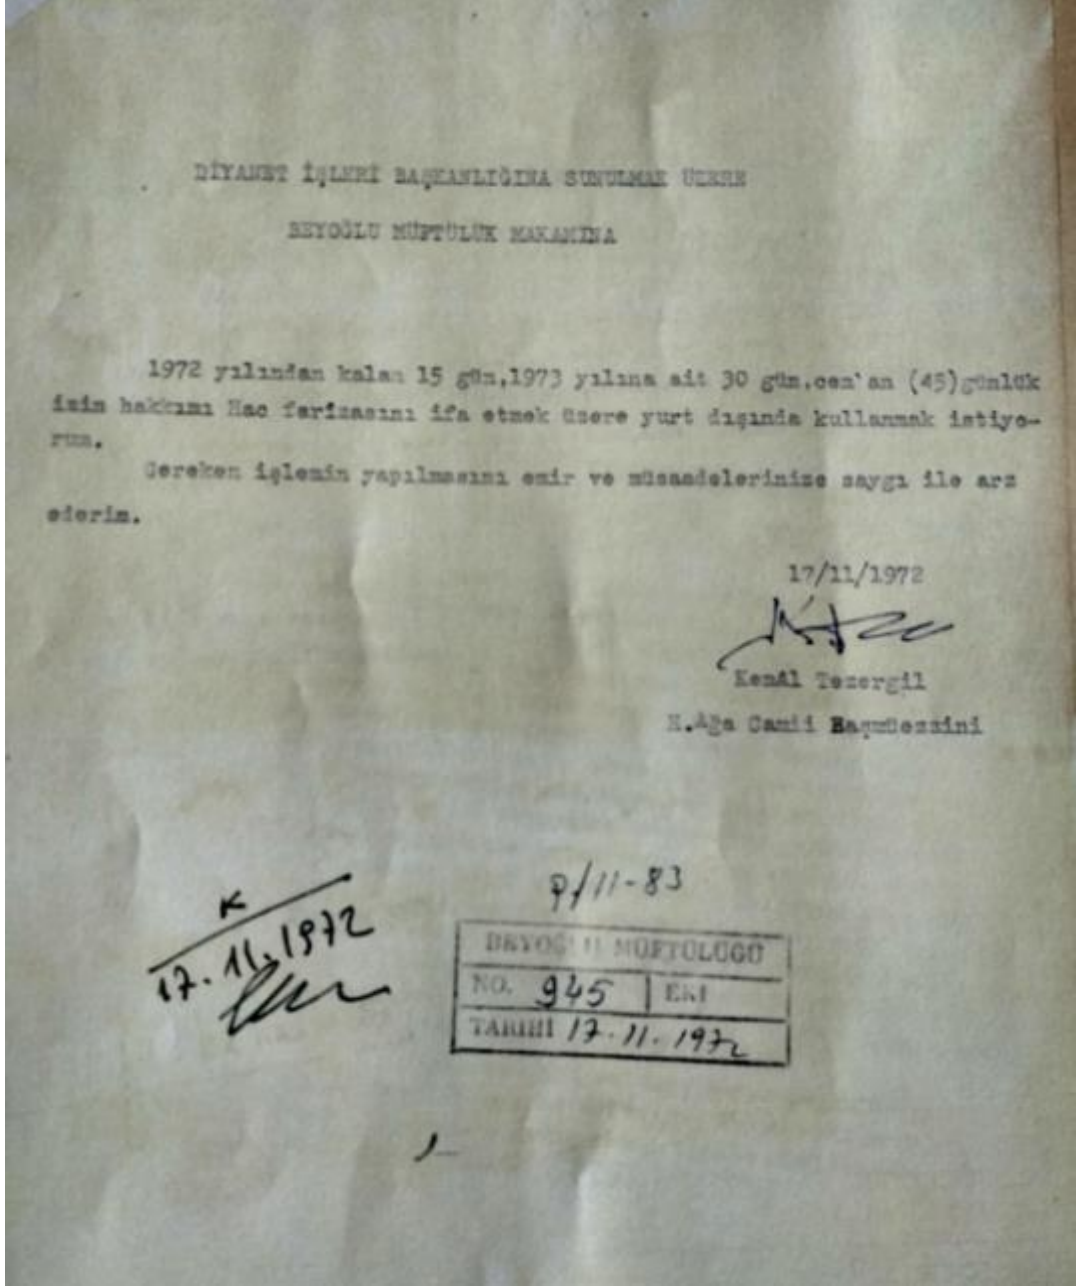 DİYANET İŞLERİ BAŞKANLIĞINA SUNULMAK ÜZERE
BEYOĞLU MÜFTÜLÜK MAKAMINA
1972 yılından kalan 15 gün,1973 yılına ait 30 gün,cem'an (45)günlük
izin hakkımı Hac farizasını ifa etmek üzere yurt dışında kullanmak istiyo-
rum.
Gereken işlemin yapılmasını emir ve müsaadelerinize saygı ile arz
ederim.
17/11/1972
Kemâl Tezergil
H.Ağa Camii Başmüezzini
K
17.11.1972
9/11-83
BEYOĞLU MÜFTÜLÜĞÜ
NO. 945 EKİ
TARİHİ 17.11.1972